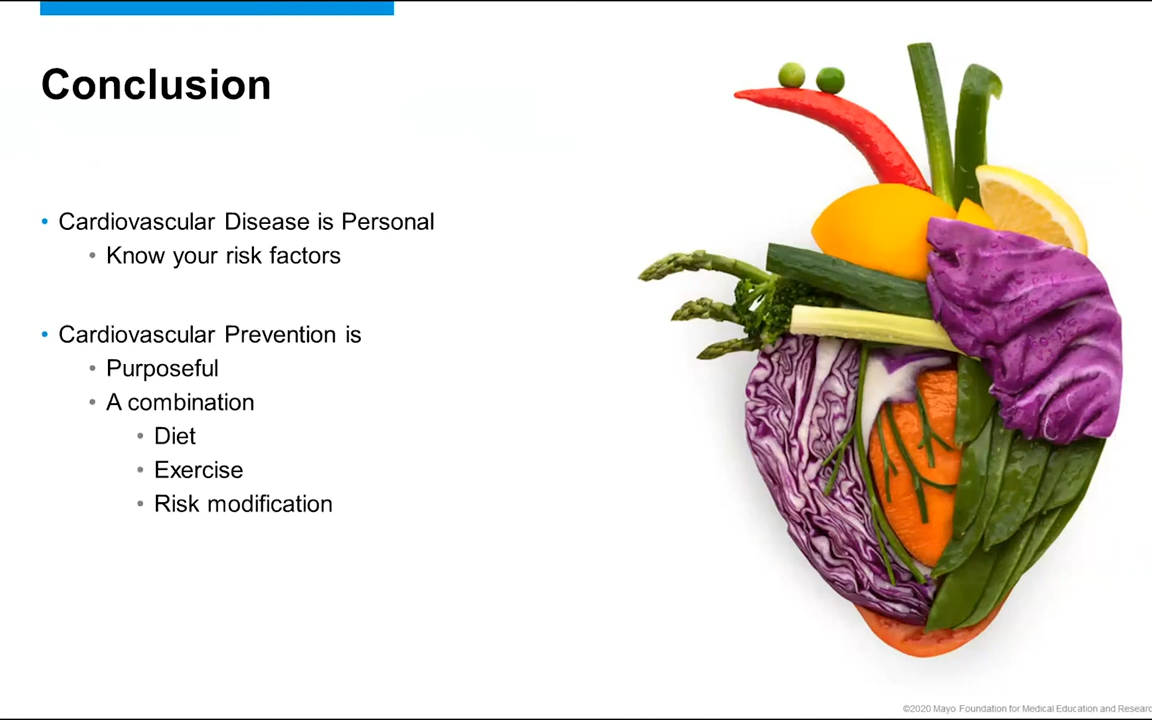 Conclusion
• Cardiovascular Disease is Personal
• Know your risk factors
• Cardiovascular Prevention is
• Purposeful
• A combination
• Diet
• Exercise
• Risk modification
©2020 Mayo Foundation for Medical Education and Researc